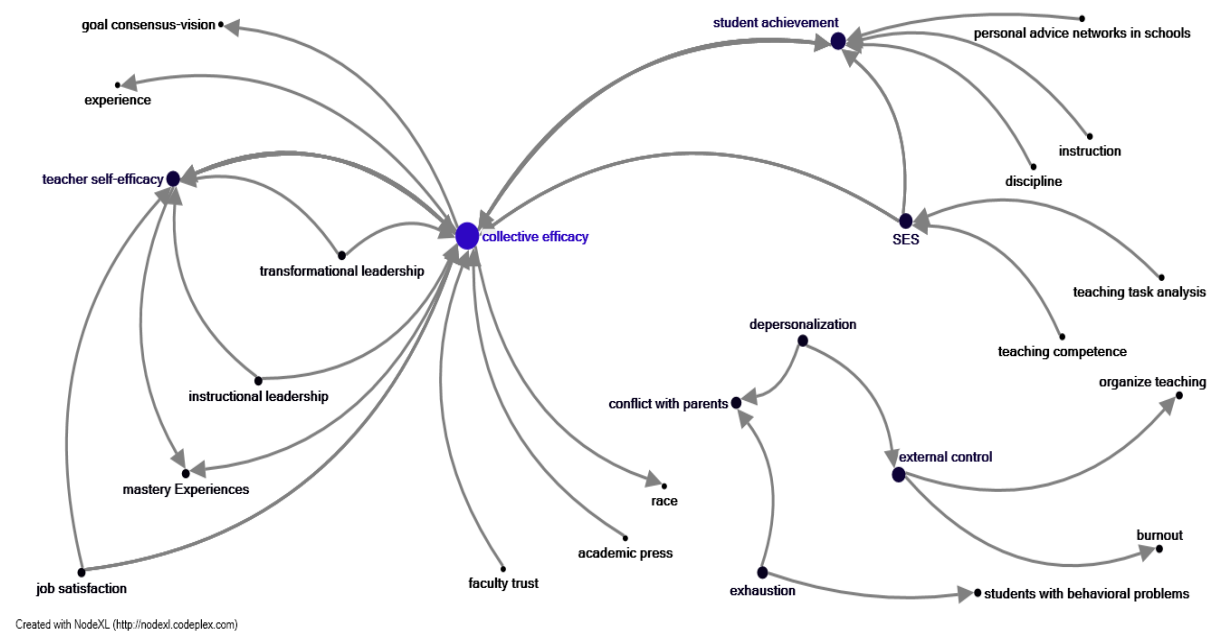 goal consensus-vision
student achievement
personal advice networks in schools
experience
instruction
teacher self-efficacy
discipline
collective efficacy
SES
transformational leadership
teaching task analysis
depersonalization
teaching competence
organize teaching
instructional leadership
conflict with parents
external control
mastery Experiences
race
burnout
academic press
faculty trust
job satisfaction
exhaustion
students with behavioral problems
Created with NodeXL (http://nodexl.codeplex.com)